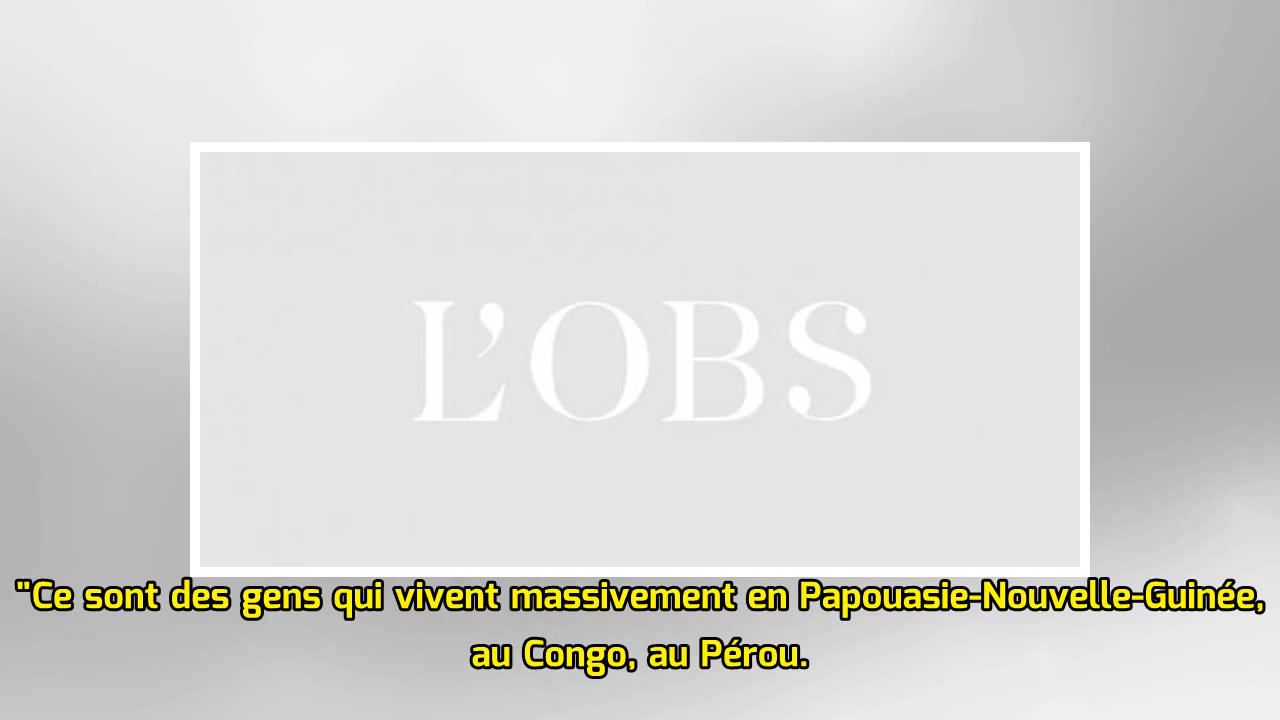 L'OBS
"Ce sont des gens qui vivent massivement en Papouasie-Nouvelle-Guinée,
au Congo, au Pérou.